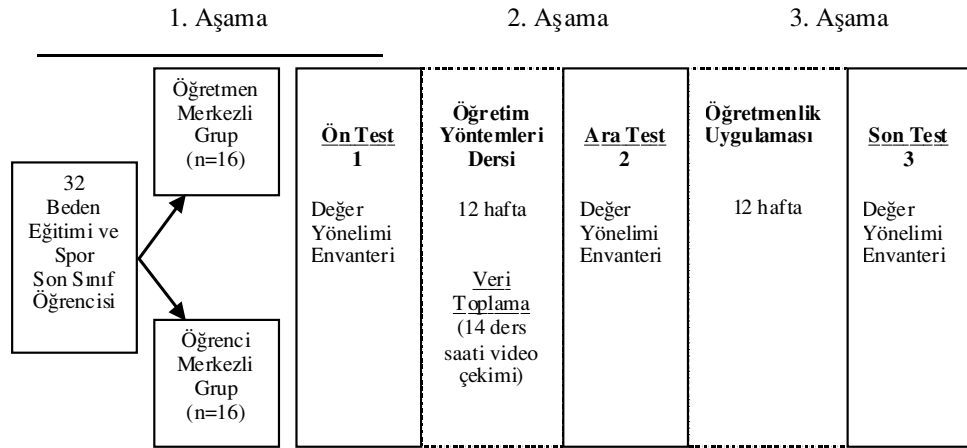 1. Aşama
2. Aşama
3. Aşama
32
Beden
Eğitimi ve
Spor
Son Sınıf
Öğrencisi
Öğretmen
Merkezli
Grup
(n=16)
Öğrenci
Merkezli
Grup
(n=16)
Ön Test
1
Değer
Yönelimi
Envanteri
Öğretim
Yöntemleri
Dersi
12 hafta
Veri
Toplama
(14 ders
saati video
çekimi)
Ara Test
2
Değer
Yönelimi
Envanteri
Öğretmenlik
Uygulaması
12 hafta
Son Test
3
Değer
Yönelimi
Envanteri